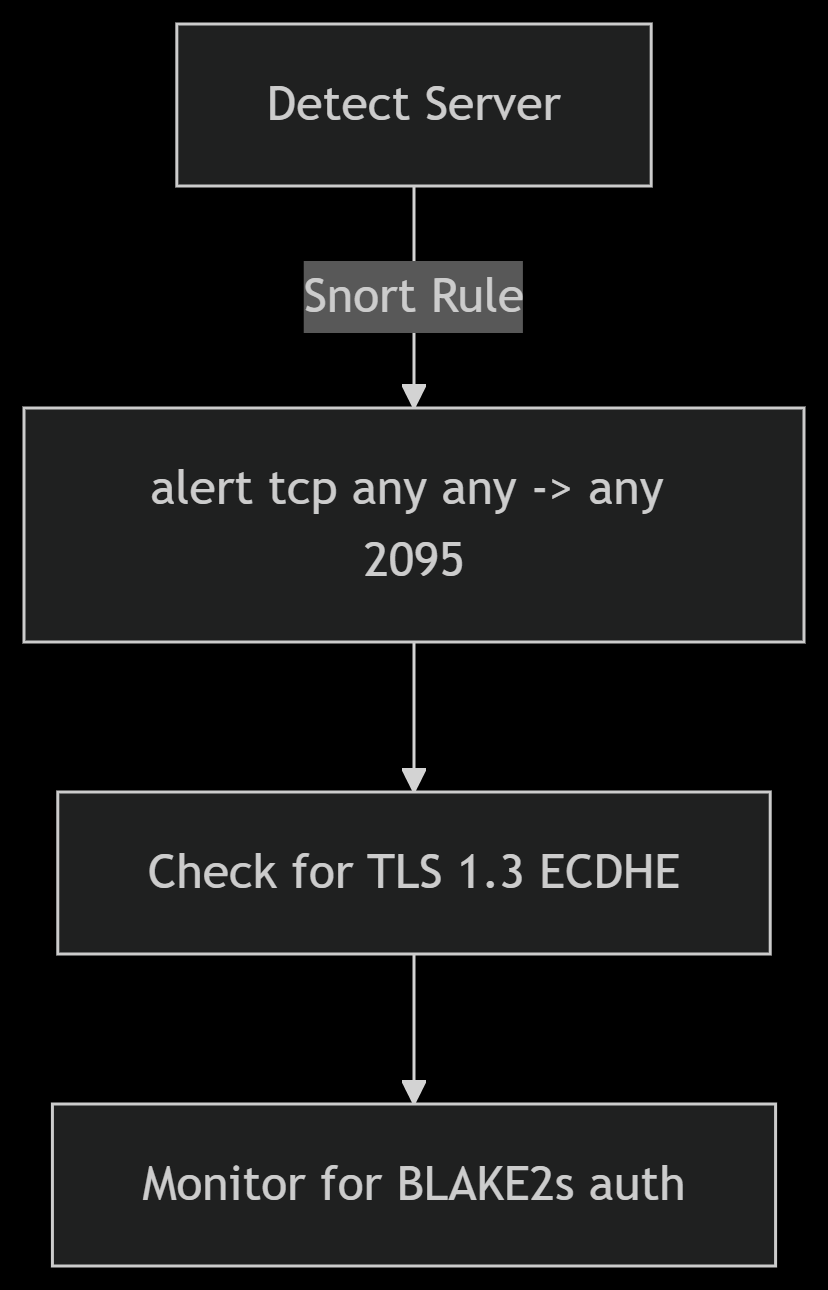 Detect Server
Snort Rule
alert tcp any any -> any
2095
Check for TLS 1.3 ECDHE
Monitor for BLAKE2s auth